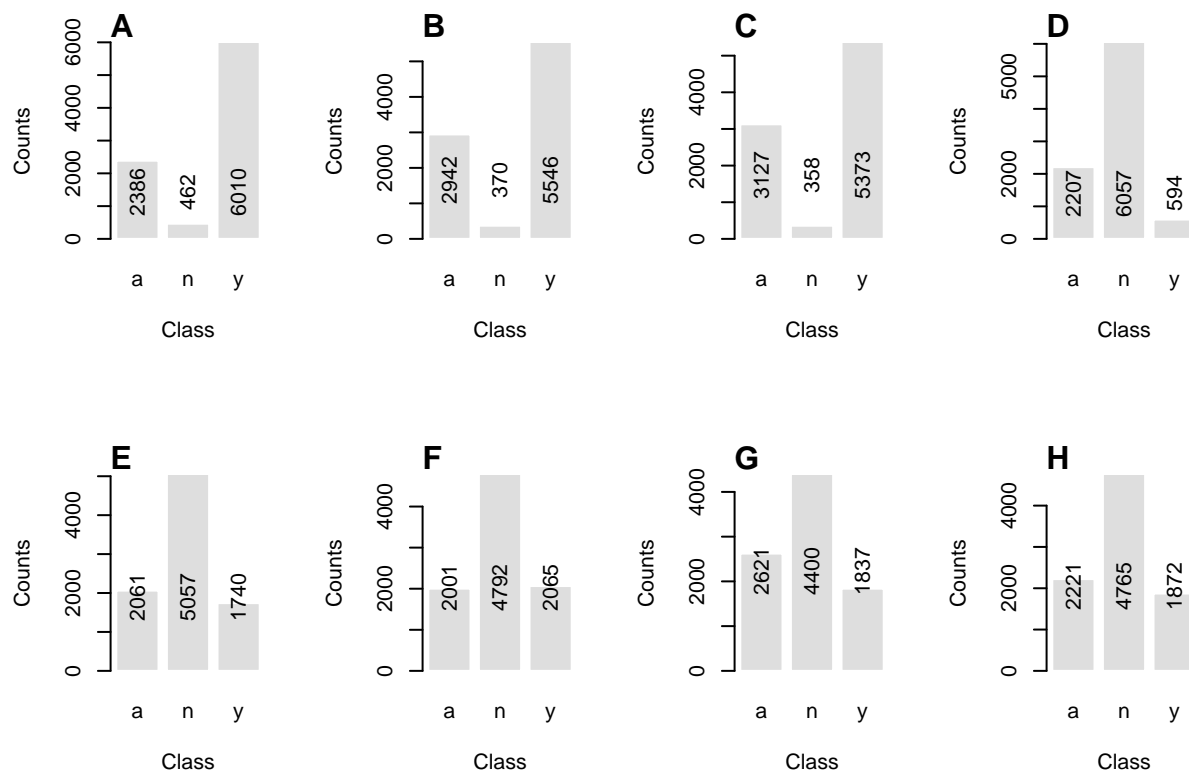 A
Counts
6000
4000
2000
0
2386
462
6010
a n y
Class
B
Counts
4000
2000
0
2942
370
5546
a n y
Class
C
Counts
4000
2000
0
3127
358
5373
a n y
Class
D
Counts
5000
2000
0
2207
6057
594
a n y
Class
E
Counts
4000
2000
0
2061
5057
1740
a n y
Class
F
Counts
4000
2000
0
2001
4792
2065
a n y
Class
G
Counts
4000
2000
0
2621
4400
1837
a n y
Class
H
Counts
4000
2000
0
2221
4765
1872
a n y
Class